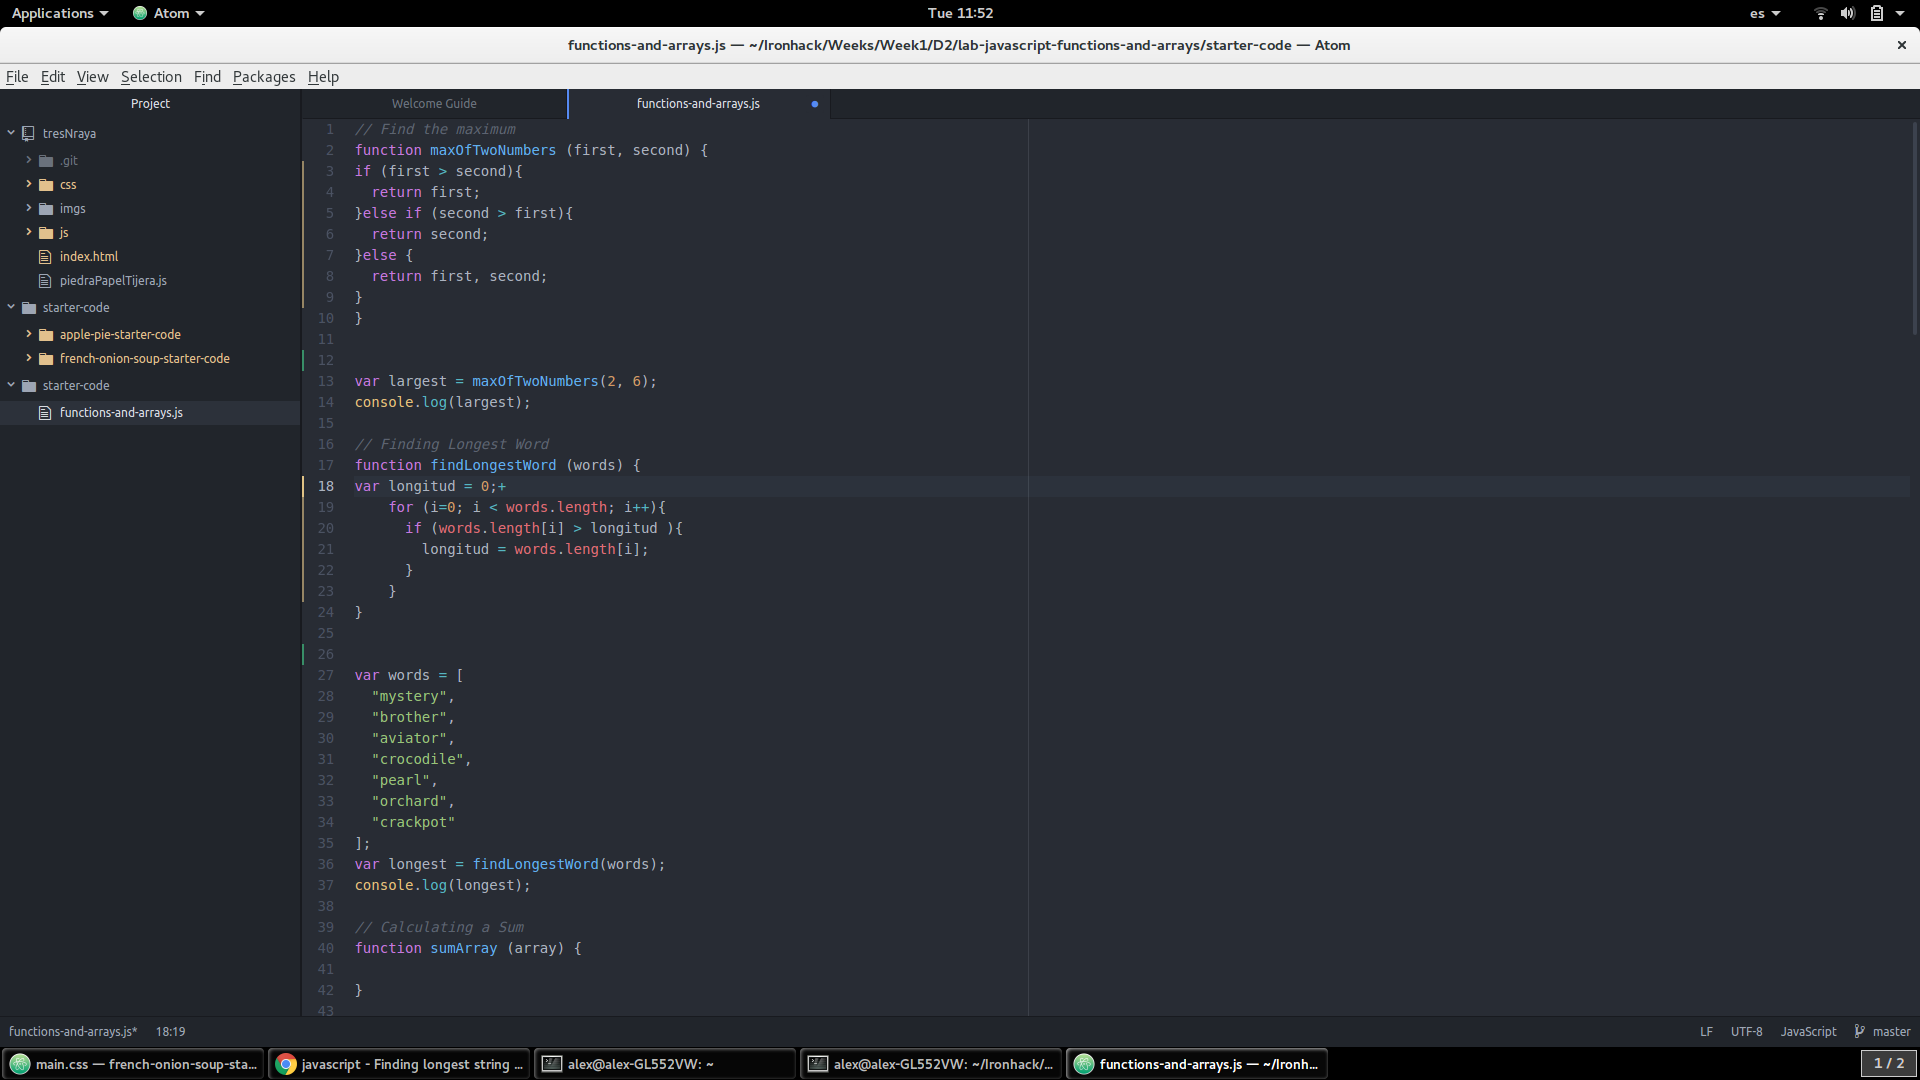 Applications Atom Tue 11:52 es
functions-and-arrays.js — ~/Ironhack/Weeks/Week1/D2/lab-javascript-functions-and-arrays/starter-code — Atom ×
File Edit View Selection Find Packages Help
Project
tresNraya
.git
css
imgs
js
index.html
piedraPapelTijera.js
starter-code
apple-pie-starter-code
french-onion-soup-starter-code
starter-code
functions-and-arrays.js
Welcome Guide functions-and-arrays.js
1 // Find the maximum
2 function maxOfTwoNumbers (first, second) {
3 if (first > second){
4   return first;
5 }else if (second > first){
6   return second;
7 }else {
8   return first, second;
9 }
10 }
11
12
13 var largest = maxOfTwoNumbers(2, 6);
14 console.log(largest);
15
16 // Finding Longest Word
17 function findLongestWord (words) {
18 var longitud = 0;+
19     for (i=0; i < words.length; i++){
20       if (words.length[i] > longitud ){
21         longitud = words.length[i];
22       }
23     }
24 }
25
26
27 var words = [
28   "mystery",
29   "brother",
30   "aviator",
31   "crocodile",
32   "pearl",
33   "orchard",
34   "crackpot"
35 ];
36 var longest = findLongestWord(words);
37 console.log(longest);
38
39 // Calculating a Sum
40 function sumArray (array) {
41
42 }
43
functions-and-arrays.js* 18:19 LF UTF-8 JavaScript master
main.css — french-onion-soup-sta... javascript - Finding longest string ... alex@alex-GL552VW: ~ alex@alex-GL552VW: ~/Ironhack/... functions-and-arrays.js — ~/Ironh... 1 / 2